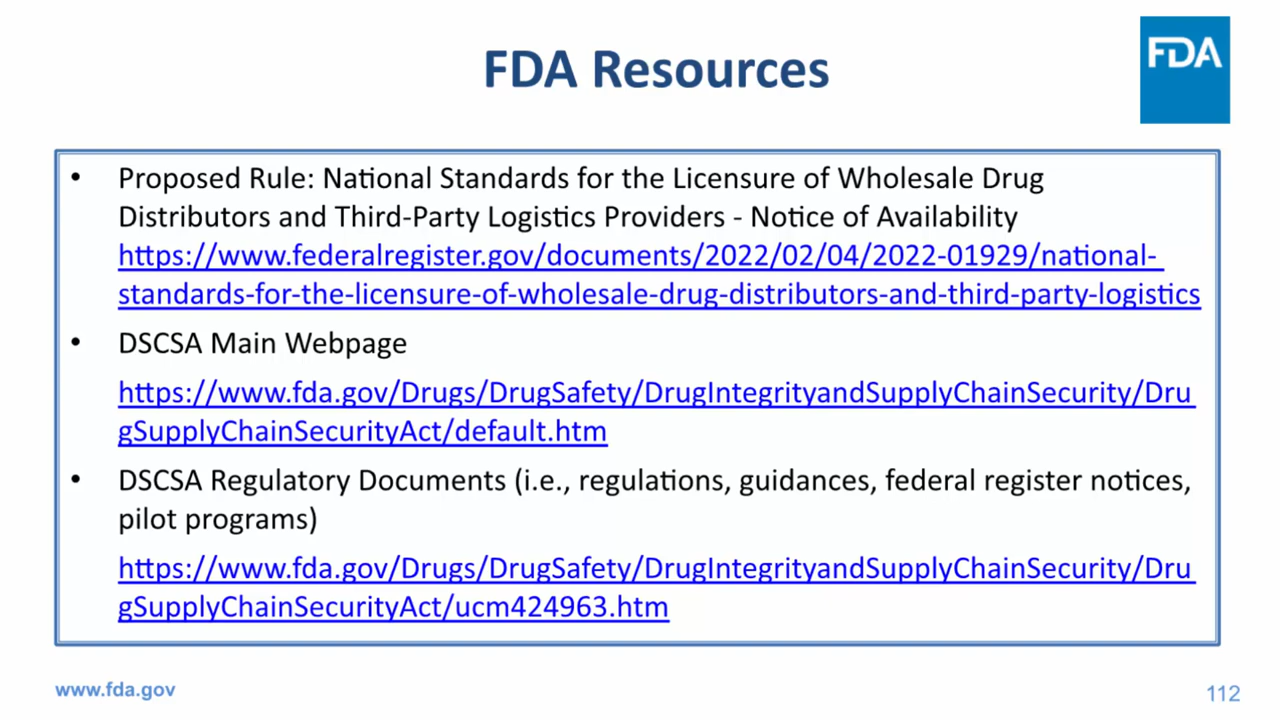 FDA Resources
FDA
• Proposed Rule: National Standards for the Licensure of Wholesale Drug
Distributors and Third-Party Logistics Providers - Notice of Availability
https://www.federalregister.gov/documents/2022/02/04/2022-01929/national-
standards-for-the-licensure-of-wholesale-drug-distributors-and-third-party-logistics
• DSCSA Main Webpage
https://www.fda.gov/Drugs/DrugSafety/DrugIntegrityandSupplyChainSecurity/Dru
gSupplyChainSecurityAct/default.htm
• DSCSA Regulatory Documents (i.e., regulations, guidances, federal register notices,
pilot programs)
https://www.fda.gov/Drugs/DrugSafety/DrugIntegrityandSupplyChainSecurity/Dru
gSupplyChainSecurityAct/ucm424963.htm
www.fda.gov
112